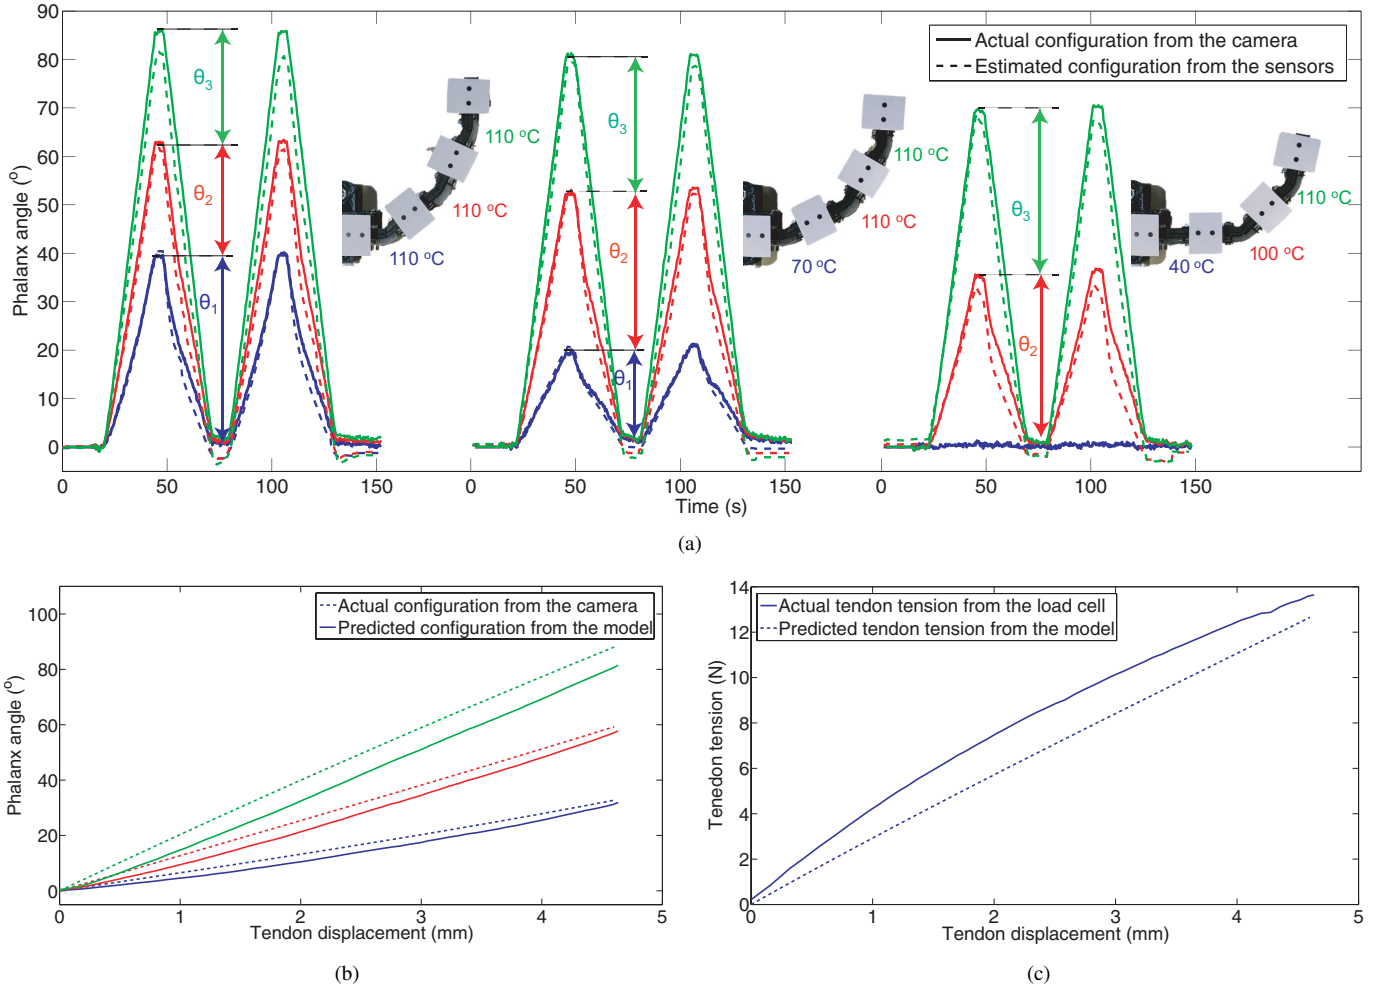 90
80
70
60
50
40
30
20
10
0
Phalanx angle (°)
Actual configuration from the camera
Estimated configuration from the sensors
θ3
θ2
θ1
110 °C
110 °C
110 °C
θ3
θ2
θ1
110 °C
110 °C
70 °C
θ3
θ2
110 °C
100 °C
40 °C
0 50 100 150 0 50 100 150 0 50 100 150
Time (s)
(a)
100
80
60
40
20
0
Phalanx angle (°)
Actual configuration from the camera
Predicted configuration from the model
0 1 2 3 4 5
Tendon displacement (mm)
(b)
14
12
10
8
6
4
2
0
Tenedon tension (N)
Actual tendon tension from the load cell
Predicted tendon tension from the model
0 1 2 3 4 5
Tendon displacement (mm)
(c)